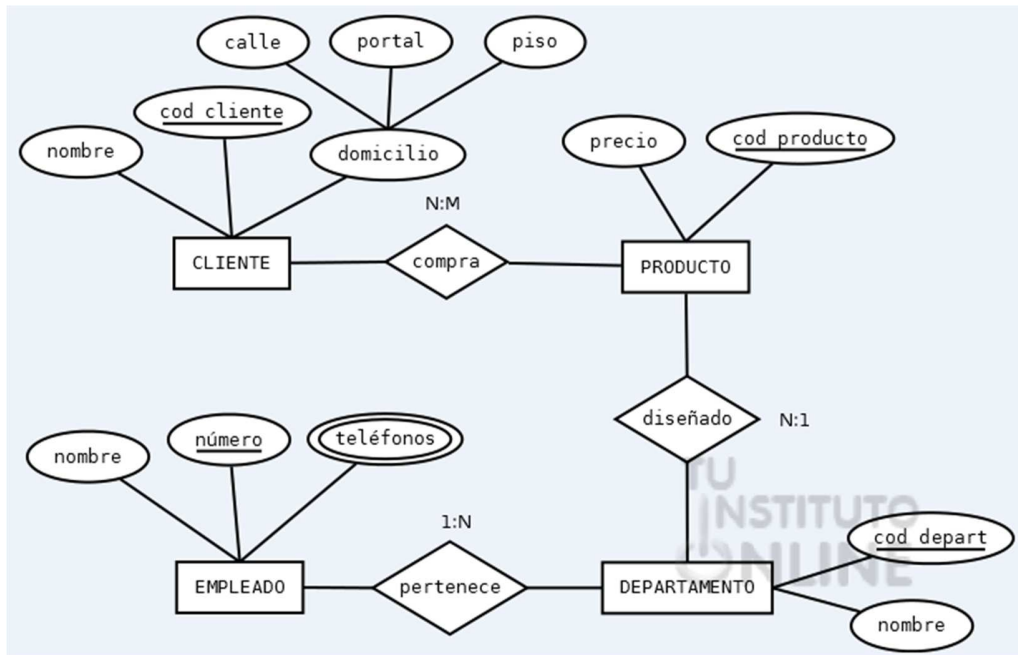 calle
portal
piso
cod cliente
nombre
domicilio
precio
cod producto
N:M
CLIENTE
compra
PRODUCTO
diseñado
N:1
nombre
número
teléfonos
TU
INSTITUTO
ONLINE
1:N
cod depart
EMPLEADO
pertenece
DEPARTAMENTO
nombre